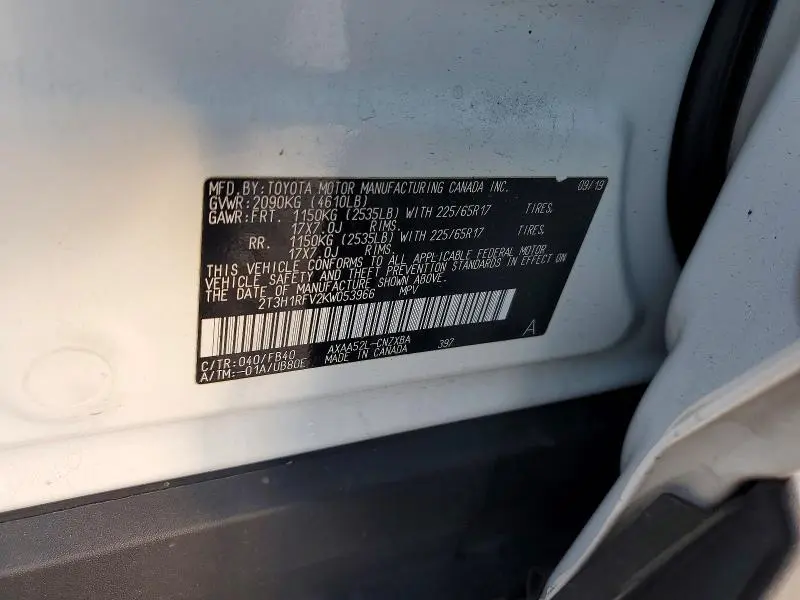 MFD. BY: TOYOTA MOTOR MANUFACTURING CANADA INC. 09/19
GVWR: 2090KG (4610LB)
GAWR: FRT. 1150KG (2535LB) WITH 225/65R17 TIRES,
17X7.0J RIMS.
RR. 1150KG (2535LB) WITH 225/65R17 TIRES,
17X7.0J RIMS.
THIS VEHICLE CONFORMS TO ALL APPLICABLE FEDERAL MOTOR
VEHICLE SAFETY AND THEFT PREVENTION STANDARDS IN EFFECT ON
THE DATE OF MANUFACTURE SHOWN ABOVE.
2T3H1RFV2KW053966 MPV
A
C/TR: 040/FB40 AXAA52L-CNZXBA 397
A/TM: -01A/UB80E MADE IN CANADA